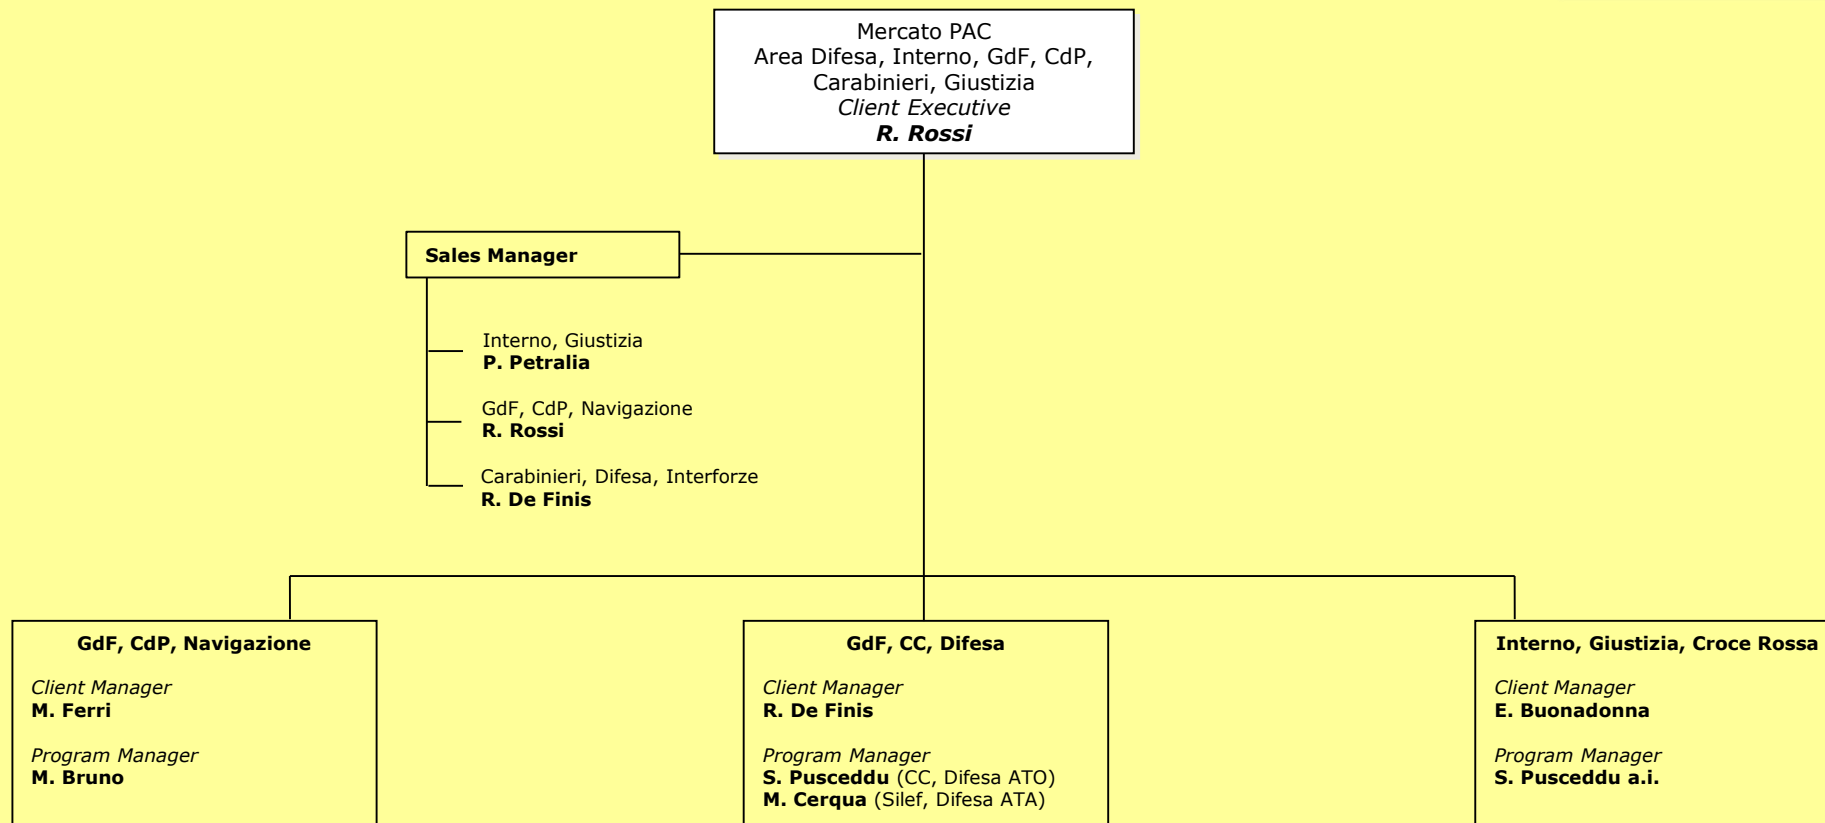 Mercato PAC
Area Difesa, Interno, GdF, CdP,
Carabinieri, Giustizia
Client Executive
R. Rossi
Sales Manager
Interno, Giustizia
P. Petralia
GdF, CdP, Navigazione
R. Rossi
Carabinieri, Difesa, Interforze
R. De Finis
GdF, CdP, Navigazione
Client Manager
M. Ferri
Program Manager
M. Bruno
GdF, CC, Difesa
Client Manager
R. De Finis
Program Manager
S. Pusceddu (CC, Difesa ATO)
M. Cerqua (Silef, Difesa ATA)
Interno, Giustizia, Croce Rossa
Client Manager
E. Buonadonna
Program Manager
S. Pusceddu a.i.